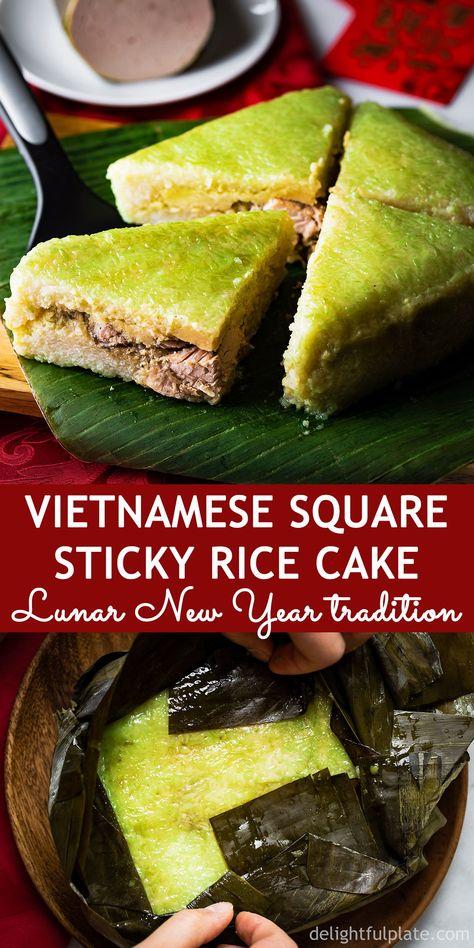 VIETNAMESE SQUARE
STICKY RICE CAKE
Lunar New Year tradition
delightfulplate.com